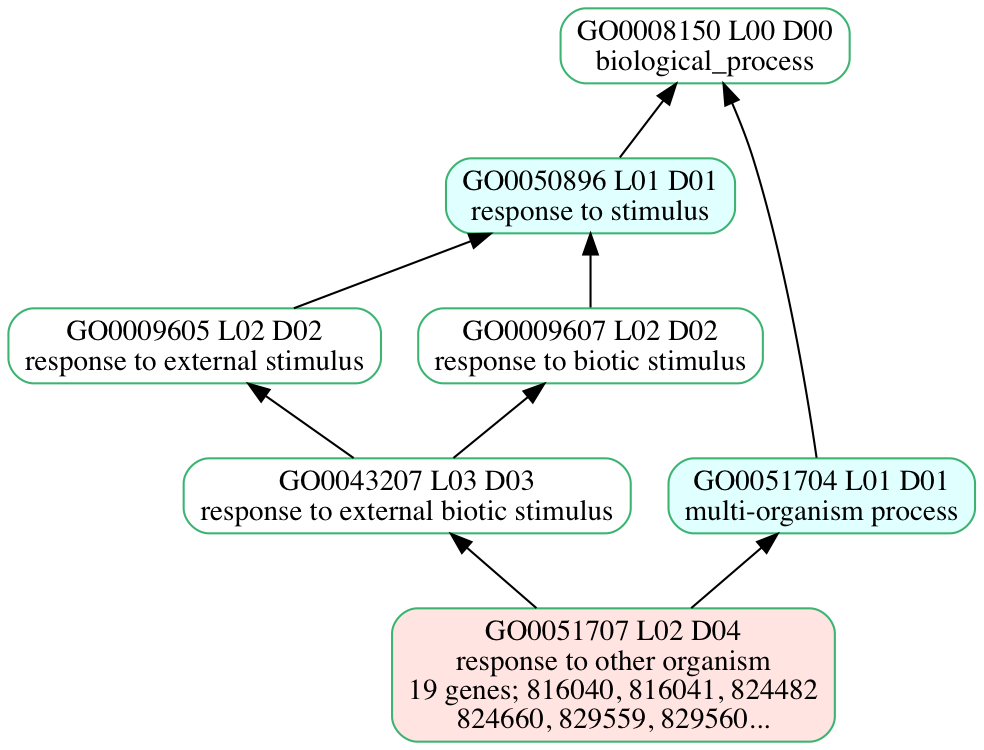 GO0008150 L00 D00
biological_process
GO0050896 L01 D01
response to stimulus
GO0009605 L02 D02
response to external stimulus
GO0009607 L02 D02
response to biotic stimulus
GO0043207 L03 D03
response to external biotic stimulus
GO0051704 L01 D01
multi-organism process
GO0051707 L02 D04
response to other organism
19 genes; 816040, 816041, 824482
824660, 829559, 829560...